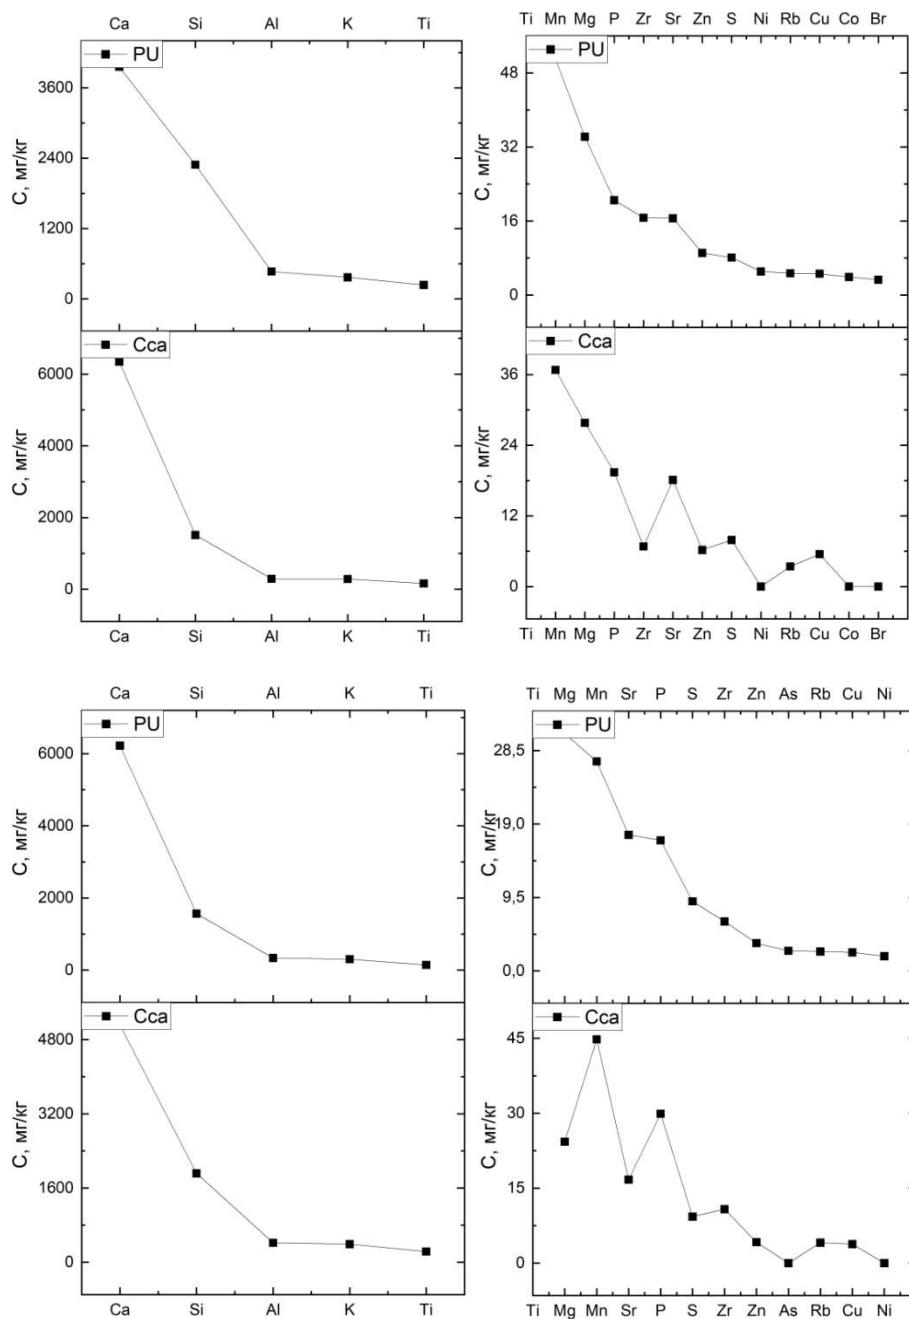 Ca Si Al K Ti
PU
3600
2400
1200
0
C, мг/кг
Cca
6000
4000
2000
0
C, мг/кг
Ca Si Al K Ti
Ti Mn Mg P Zr Sr Zn S Ni Rb Cu Co Br
PU
48
32
16
0
C, мг/кг
Cca
36
24
12
0
C, мг/кг
Ti Mn Mg P Zr Sr Zn S Ni Rb Cu Co Br
Ca Si Al K Ti
PU
6000
4000
2000
0
C, мг/кг
Cca
4800
3200
1600
0
C, мг/кг
Ca Si Al K Ti
Ti Mg Mn Sr P S Zr Zn As Rb Cu Ni
PU
28,5
19,0
9,5
0,0
C, мг/кг
Cca
45
30
15
0
C, мг/кг
Ti Mg Mn Sr P S Zr Zn As Rb Cu Ni